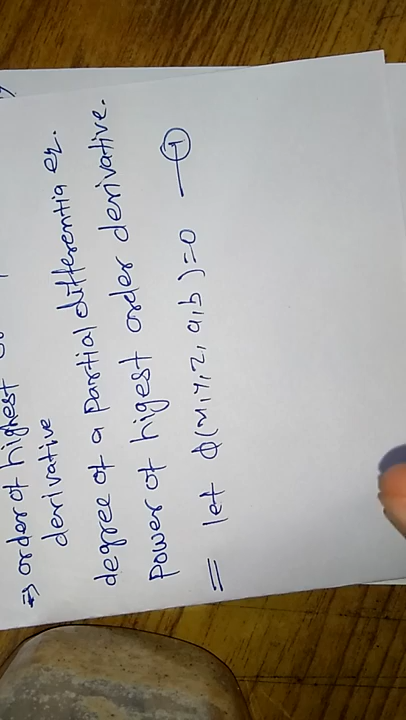 => order of highest
derivative
degree of a partial differentia eq.
Power of higest order derivative.
= let ϕ(x,y,z,a,b)=0 — ①